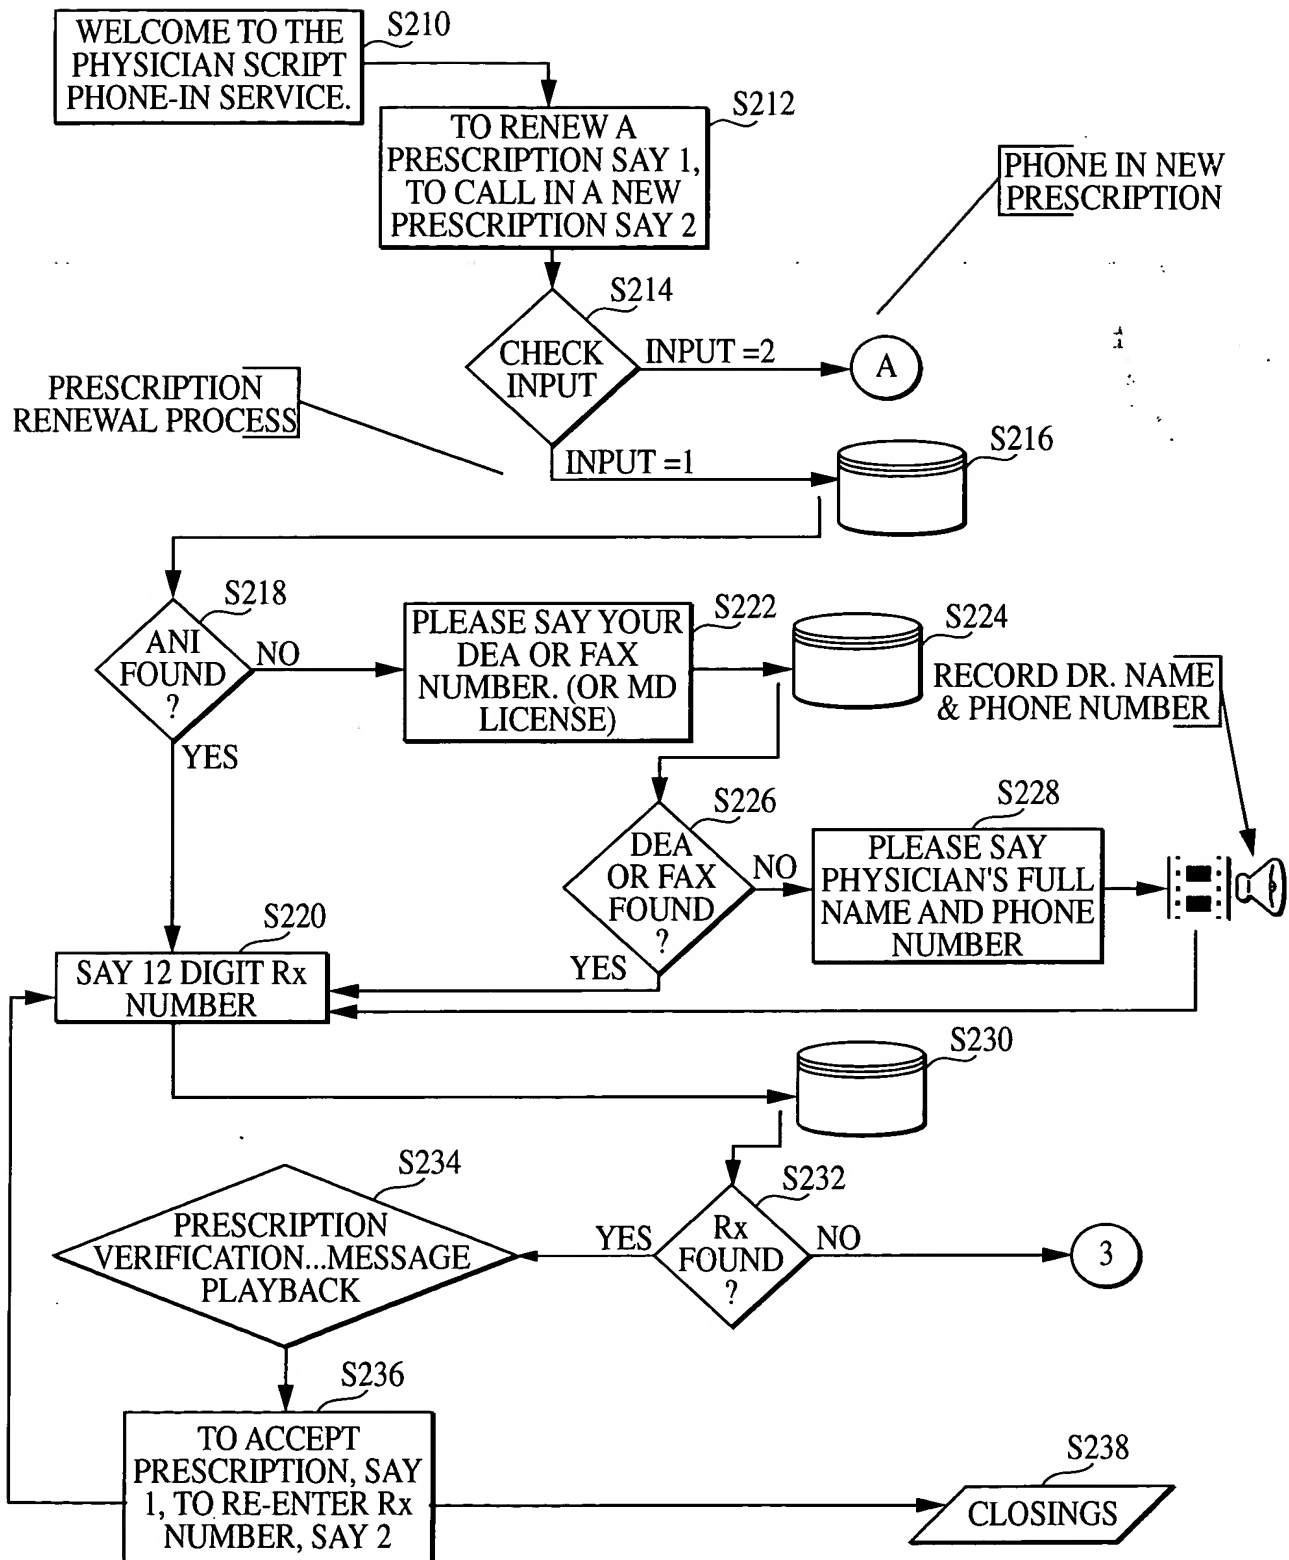 WELCOME TO THE
PHYSICIAN SCRIPT
PHONE-IN SERVICE.
S210
TO RENEW A
PRESCRIPTION SAY 1,
TO CALL IN A NEW
PRESCRIPTION SAY 2
S212
PHONE IN NEW
PRESCRIPTION
S214
CHECK
INPUT
INPUT =2
A
PRESCRIPTION
RENEWAL PROCESS
INPUT =1
S216
S218
ANI
FOUND
?
NO
YES
PLEASE SAY YOUR
DEA OR FAX
NUMBER. (OR MD
LICENSE)
S222
S224
RECORD DR. NAME
& PHONE NUMBER
S226
DEA
OR FAX
FOUND
?
NO
YES
S228
PLEASE SAY
PHYSICIAN'S FULL
NAME AND PHONE
NUMBER
S220
SAY 12 DIGIT Rx
NUMBER
S230
S234
PRESCRIPTION
VERIFICATION...MESSAGE
PLAYBACK
S232
Rx
FOUND
?
YES
NO
3
S236
TO ACCEPT
PRESCRIPTION, SAY
1, TO RE-ENTER Rx
NUMBER, SAY 2
S238
CLOSINGS